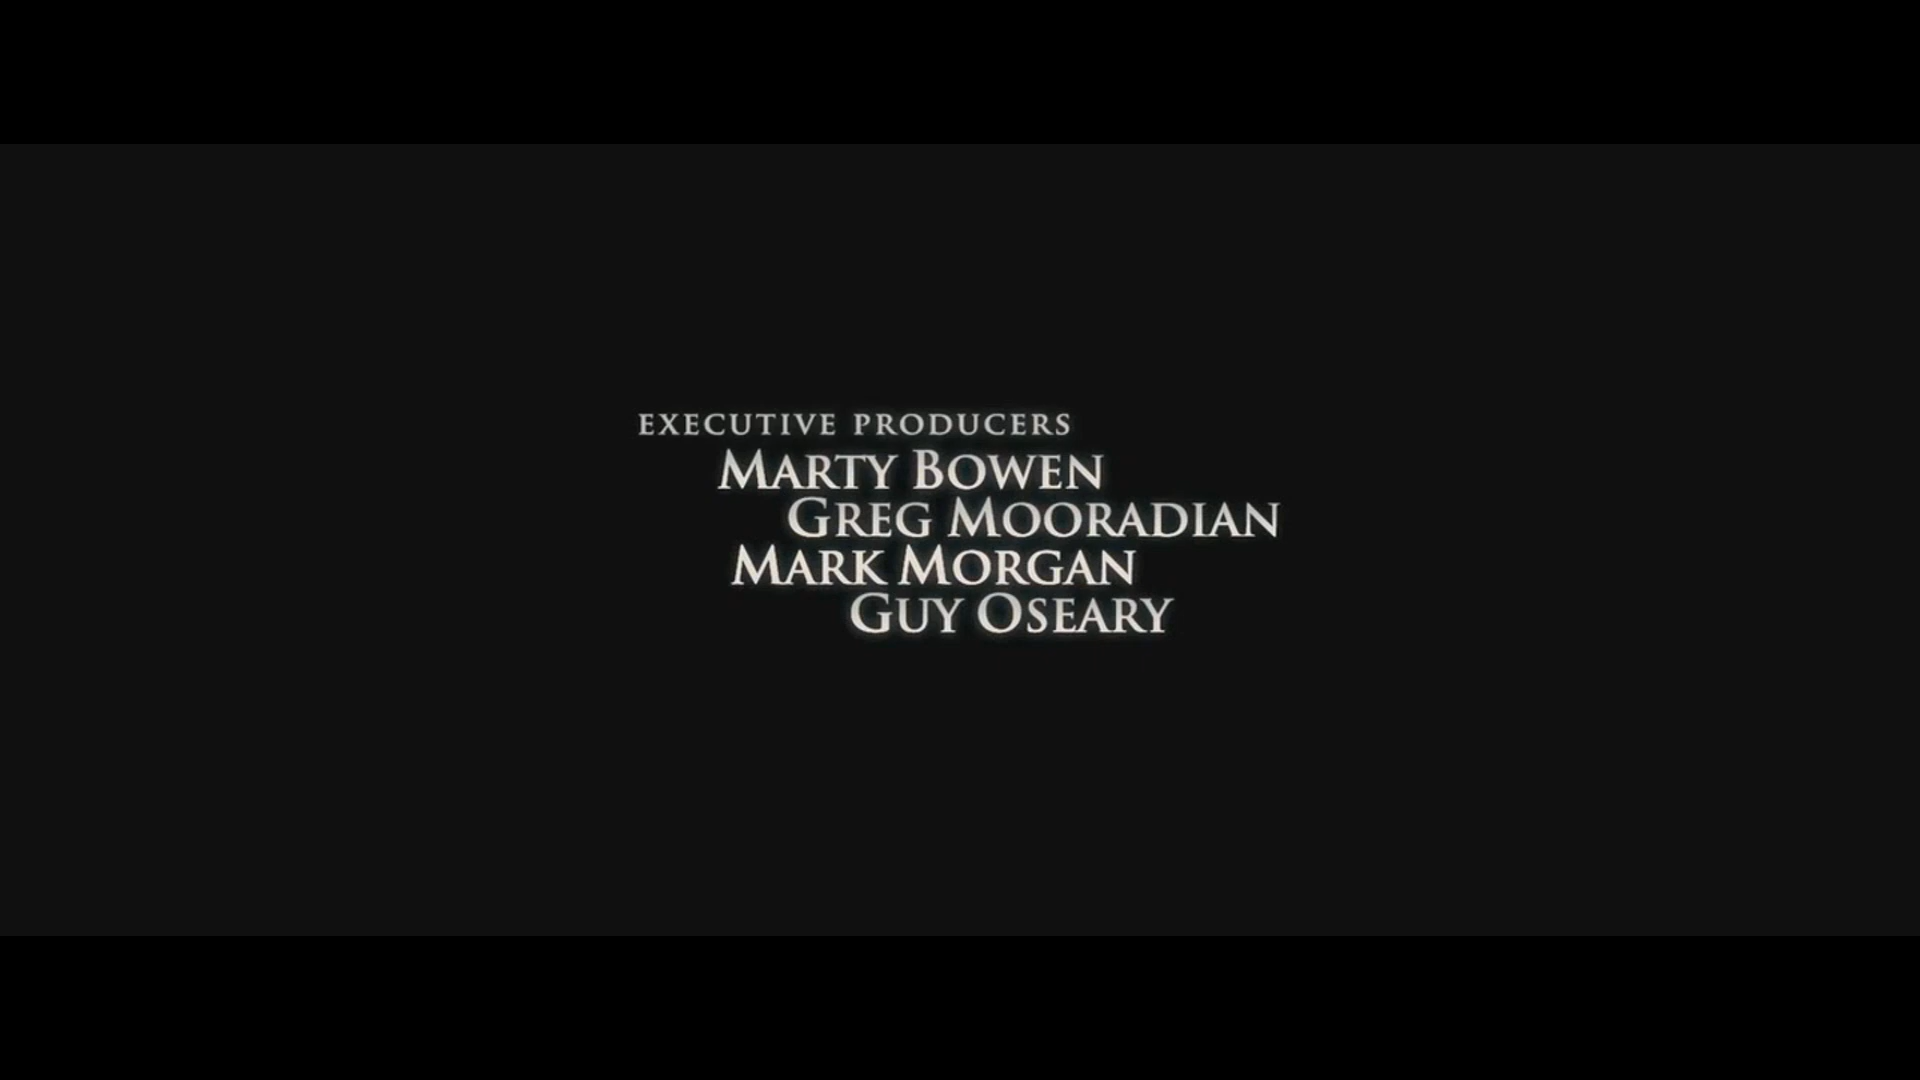 EXECUTIVE PRODUCERS
MARTY BOWEN
GREG MOORADIAN
MARK MORGAN
GUY OSEARY